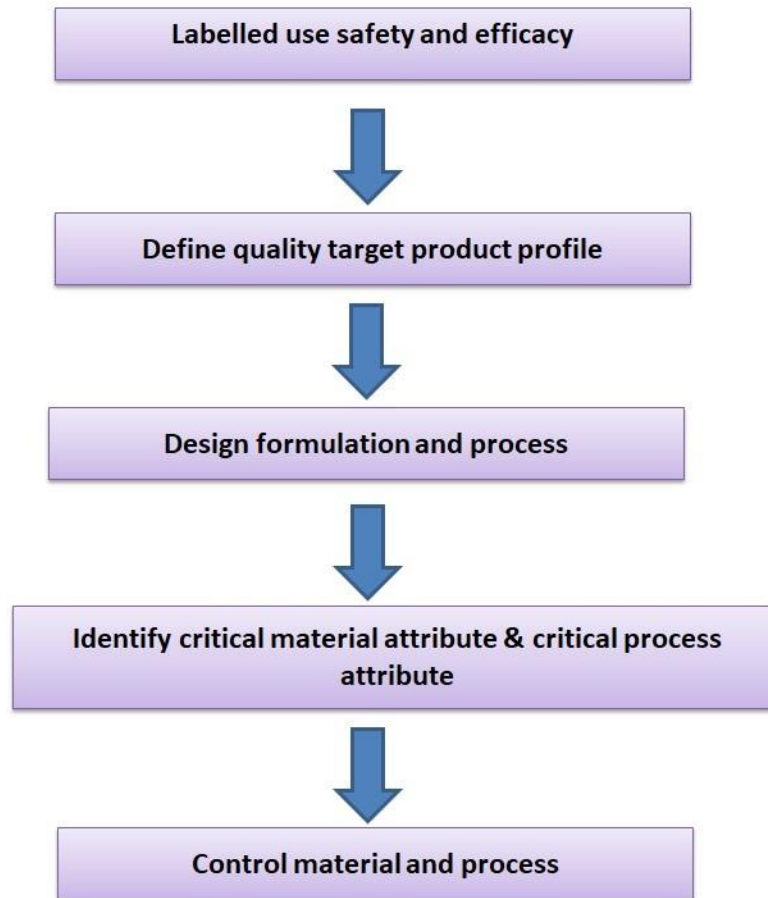 Labelled use safety and efficacy
Define quality target product profile
Design formulation and process
Identify critical material attribute & critical process
attribute
Control material and process